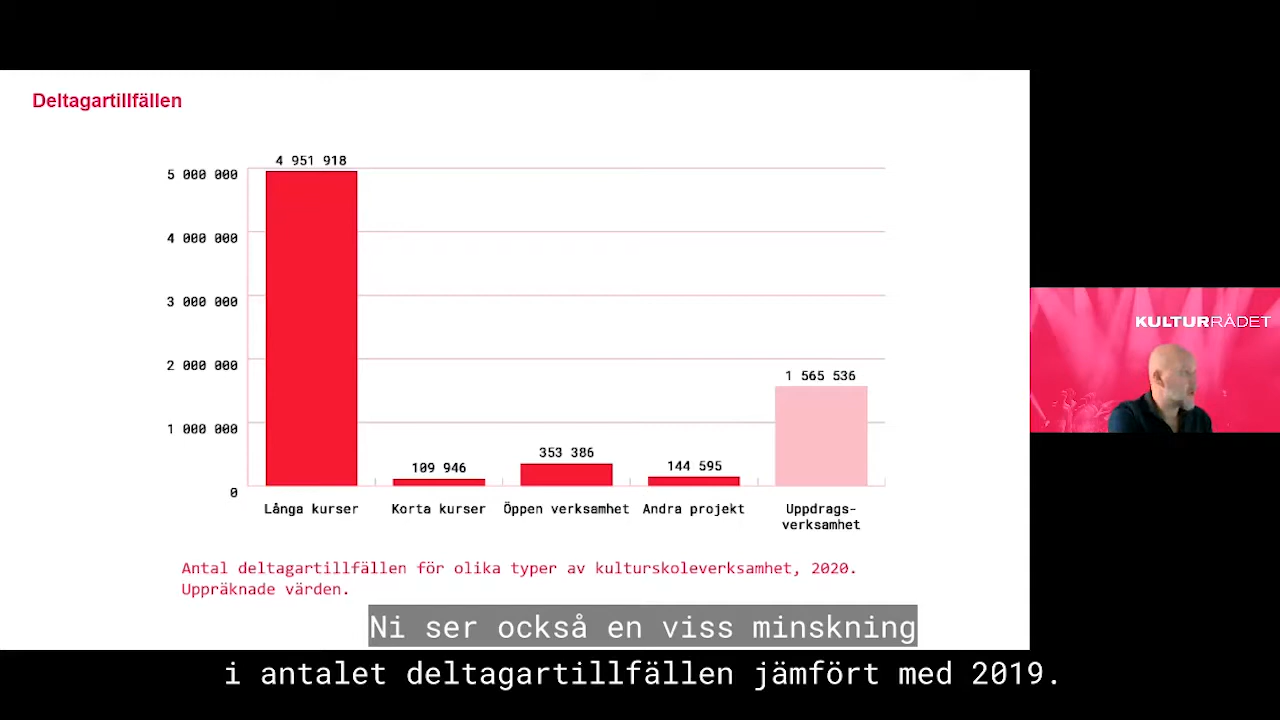 Deltagartillfällen
4 951 918
5 000 000
4 000 000
3 000 000
2 000 000
1 565 536
1 000 000
353 386
109 946
144 595
0
Långa kurser Korta kurser Öppen verksamhet Andra projekt Uppdrags-
verksamhet
Antal deltagartillfällen för olika typer av kulturskoleverksamhet, 2020.
Uppräknade värden.
KULTURRÅDET
Ni ser också en viss minskning
i antalet deltagartillfällen jämfört med 2019.